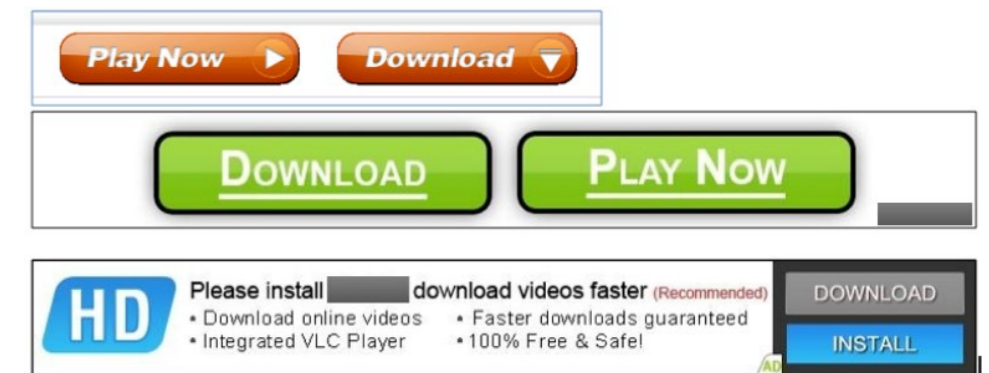 Play Now
Download
DOWNLOAD
PLAY NOW
HD
Please install download videos faster (Recommended)
• Download online videos
• Faster downloads guaranteed
• Integrated VLC Player
• 100% Free & Safe!
DOWNLOAD
INSTALL
AD